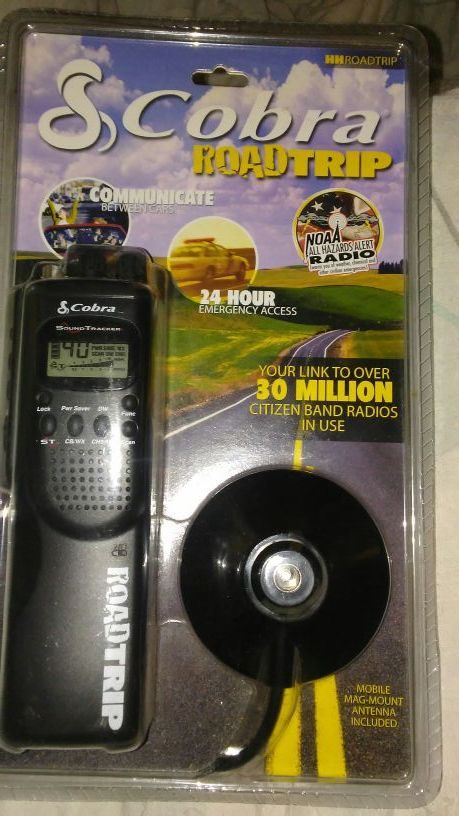 HHROADTRIP
Cobra
ROADTRIP
COMMUNICATE
BETWEEN CARS
NOAA
ALL HAZARDS ALERT
RADIO
24 HOUR
EMERGENCY ACCESS
YOUR LINK TO OVER
30 MILLION
CITIZEN BAND RADIOS
IN USE
Cobra
SOUNDTRACKER
40
Lock Pwr Saver DW Func
ST. CB/WX Scan
ROADTRIP
MOBILE
MAG-MOUNT
ANTENNA
INCLUDED